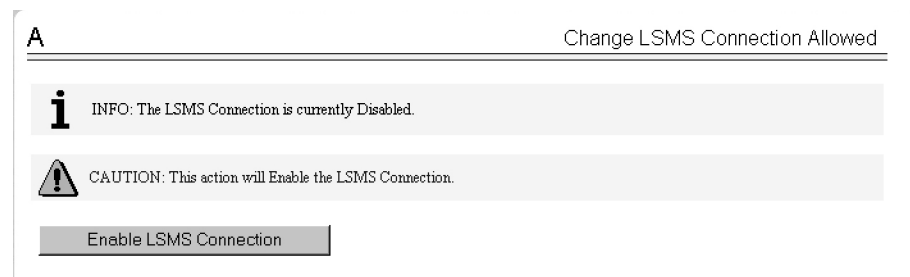 A
Change LSMS Connection Allowed
INFO: The LSMS Connection is currently Disabled.
CAUTION: This action will Enable the LSMS Connection.
Enable LSMS Connection